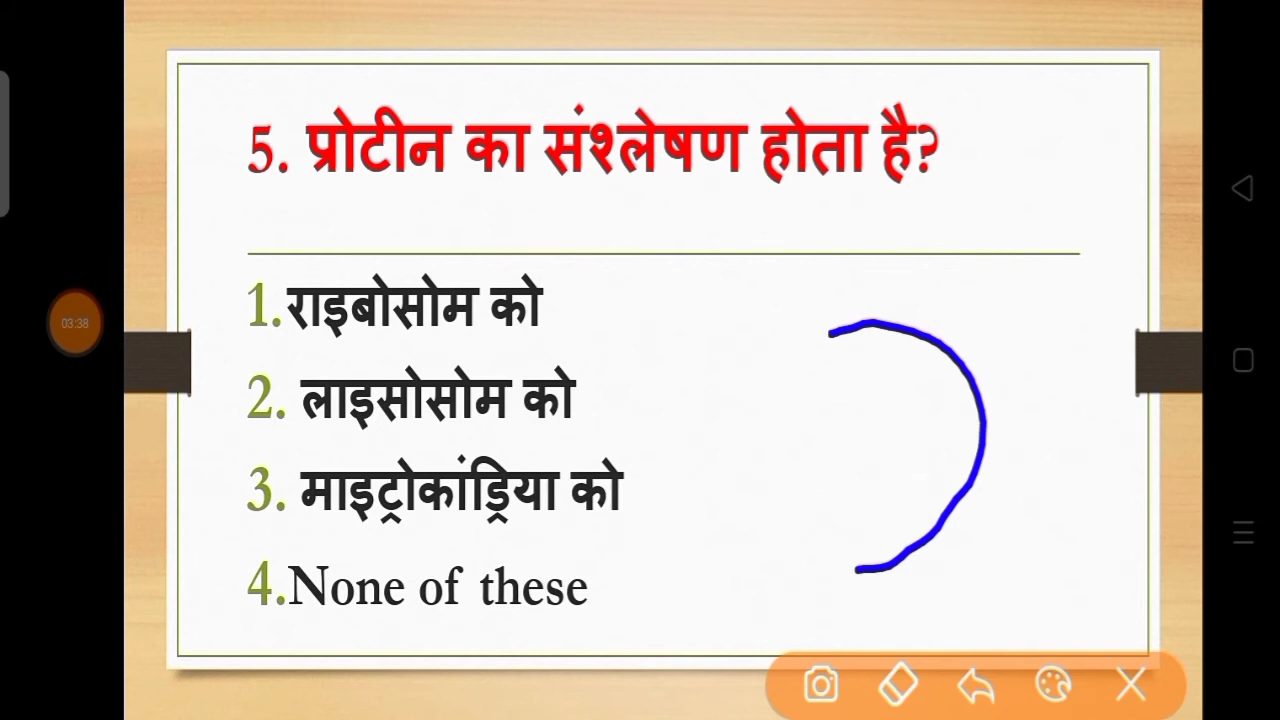 5. प्रोटीन का संश्लेषण होता है?
1.राइबोसोम को
2. लाइसोसोम को
3. माइट्रोकांड्रिया को
4.None of these
03:38